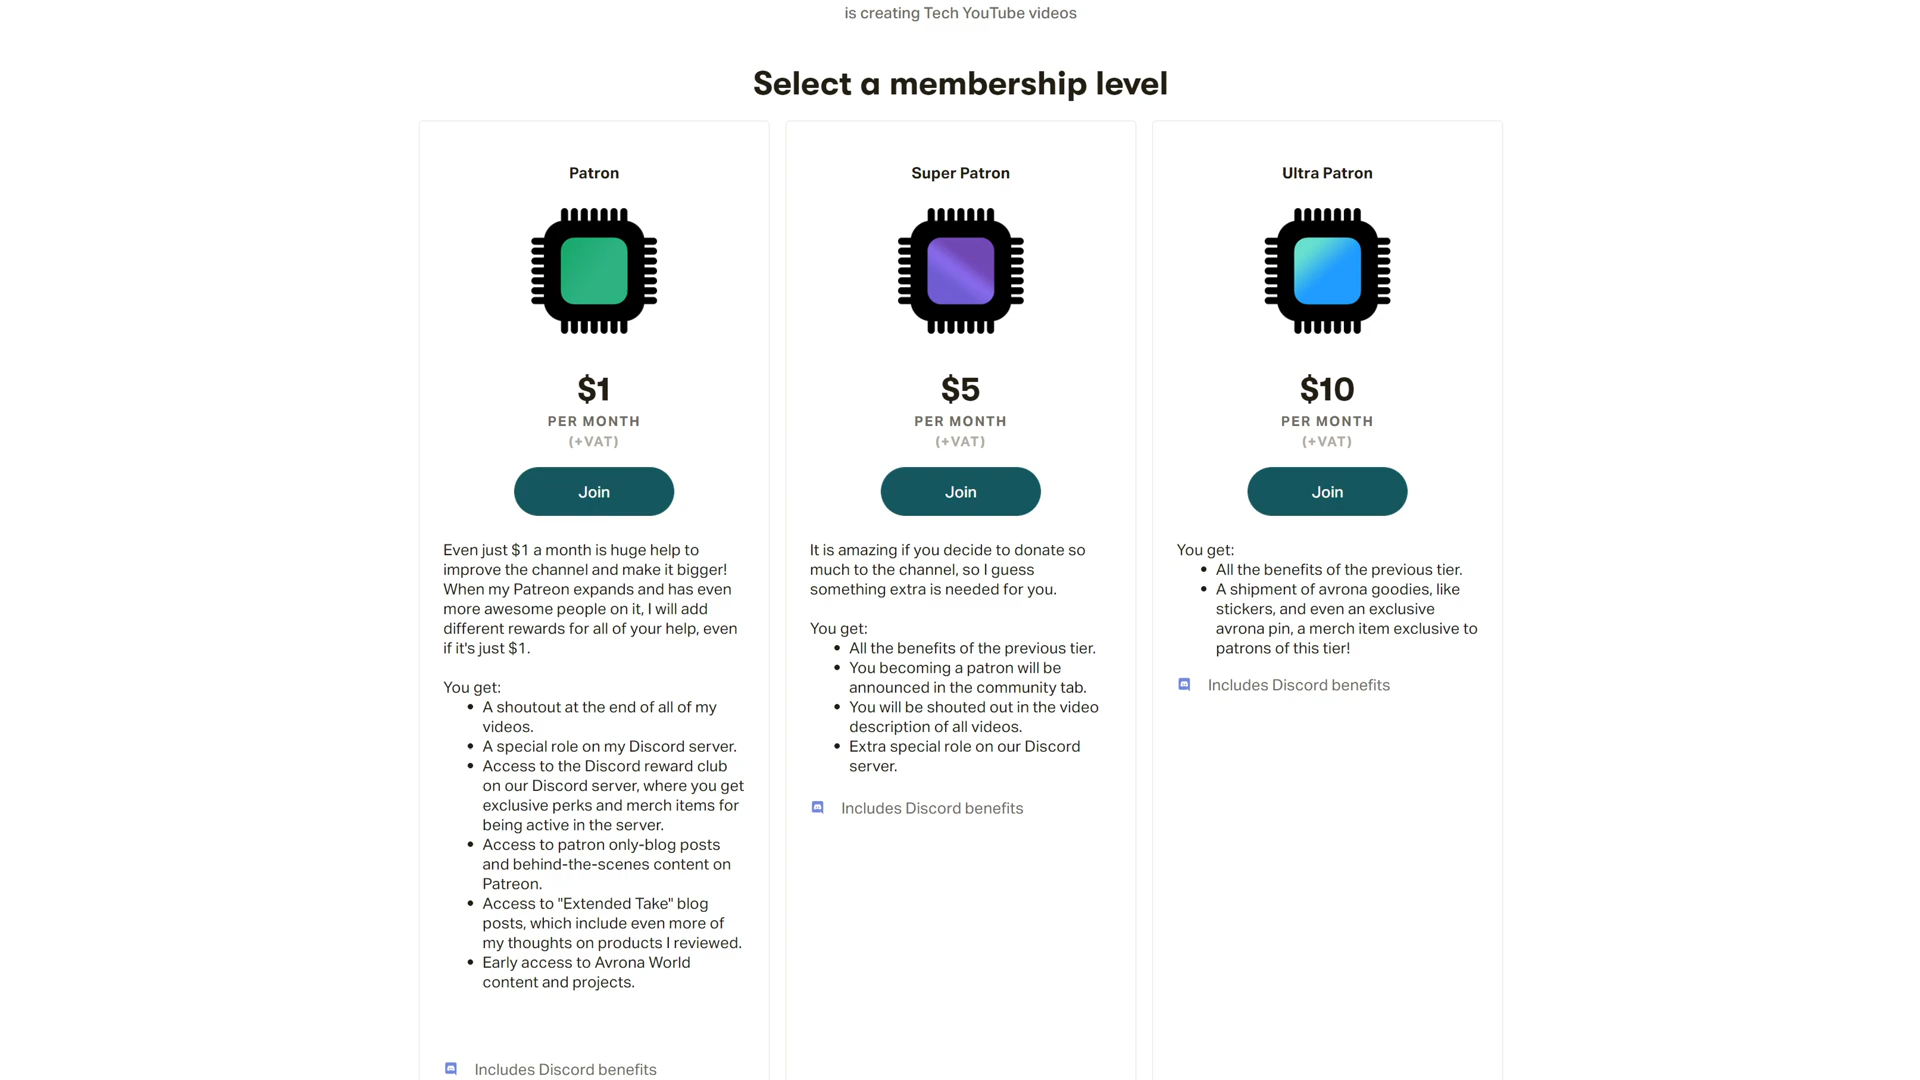 is creating Tech YouTube videos
Select a membership level
Patron
$1
PER MONTH
(+VAT)
Join
Even just $1 a month is huge help to
improve the channel and make it bigger!
When my Patreon expands and has even
more awesome people on it, I will add
different rewards for all of your help, even
if it's just $1.
You get:
A shoutout at the end of all of my
videos.
A special role on my Discord server.
Access to the Discord reward club
on our Discord server, where you get
exclusive perks and merch items for
being active in the server.
Access to patron only-blog posts
and behind-the-scenes content on
Patreon.
Access to "Extended Take" blog
posts, which include even more of
my thoughts on products I reviewed.
Early access to Avrona World
content and projects.
Includes Discord benefits
Super Patron
$5
PER MONTH
(+VAT)
Join
It is amazing if you decide to donate so
much to the channel, so I guess
something extra is needed for you.
You get:
All the benefits of the previous tier.
You becoming a patron will be
announced in the community tab.
You will be shouted out in the video
description of all videos.
Extra special role on our Discord
server.
Includes Discord benefits
Ultra Patron
$10
PER MONTH
(+VAT)
Join
You get:
All the benefits of the previous tier.
A shipment of avrona goodies, like
stickers, and even an exclusive
avrona pin, a merch item exclusive to
patrons of this tier!
Includes Discord benefits